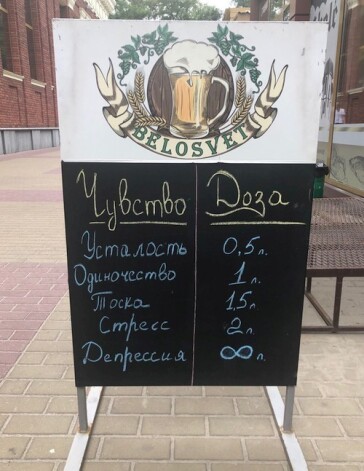 BELOSVET
Чувство Доза
Усталость 0,5 л.
Одиночество 1 л.
Тоска 1,5 л.
Стресс 2 л.
Депрессия ∞ л.